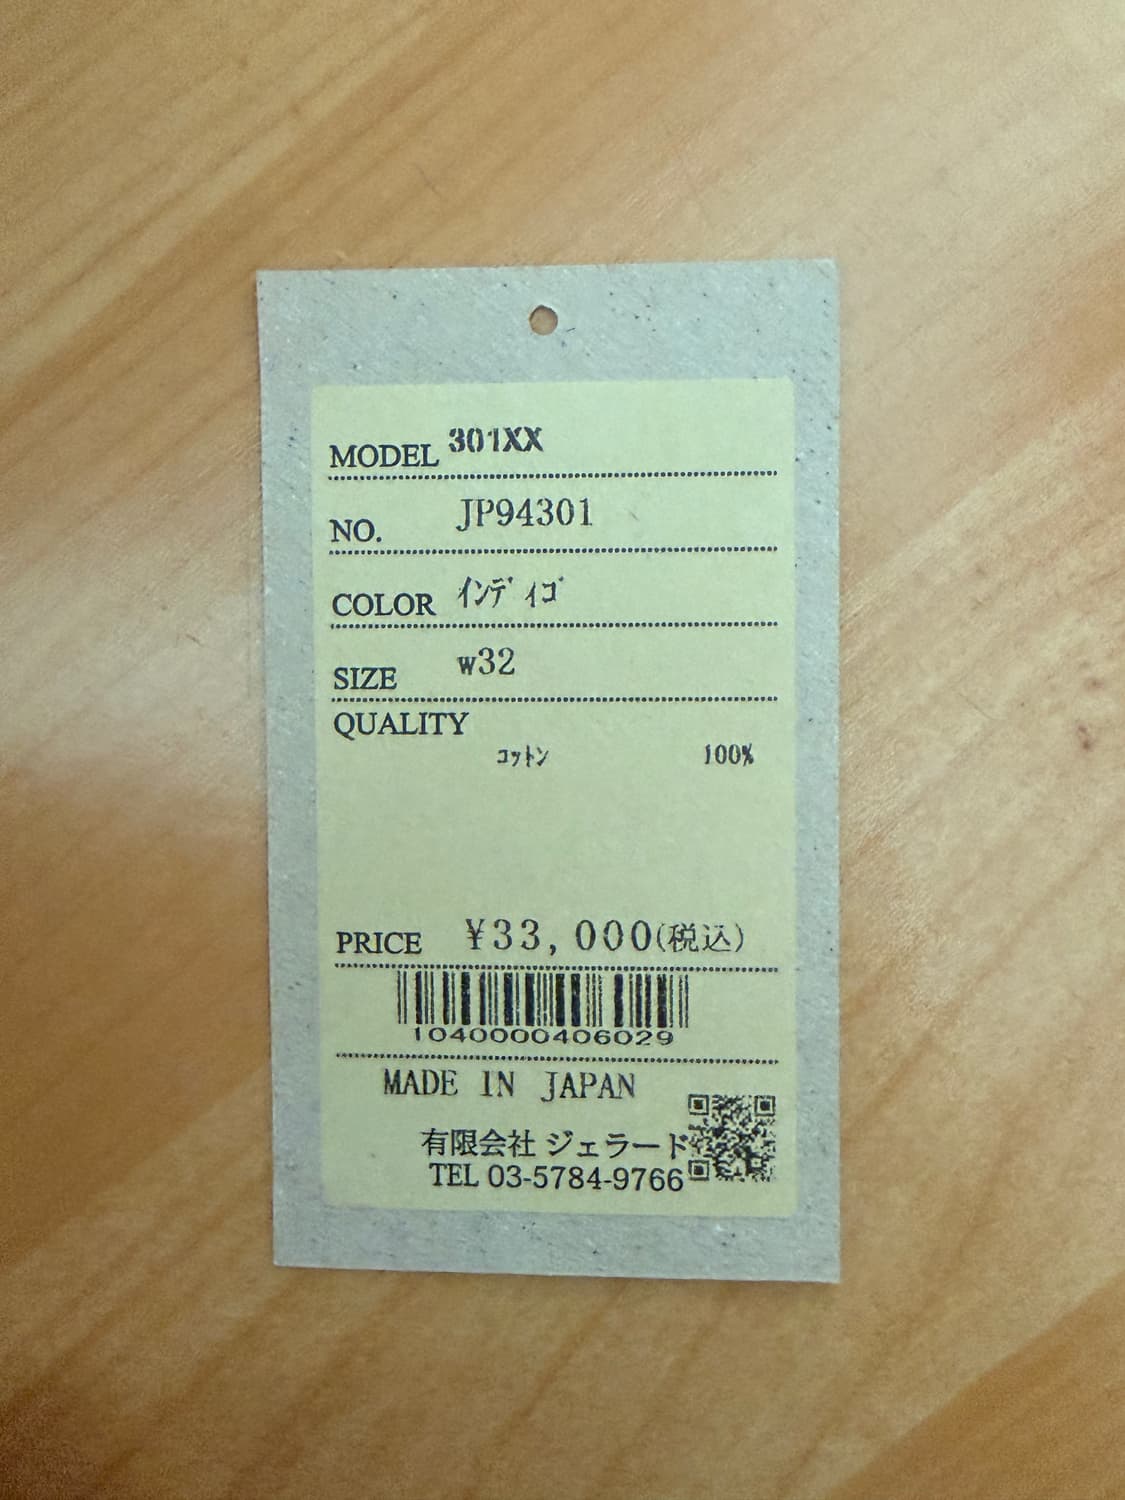 MODEL 301XX
NO. JP94301
COLOR ｲﾝﾃﾞｨｺﾞ
SIZE w32
QUALITY
ｺｯﾄﾝ 100%
PRICE ¥33,000(税込)
1040000406029
MADE IN JAPAN
有限会社 ジェラード
TEL 03-5784-9766